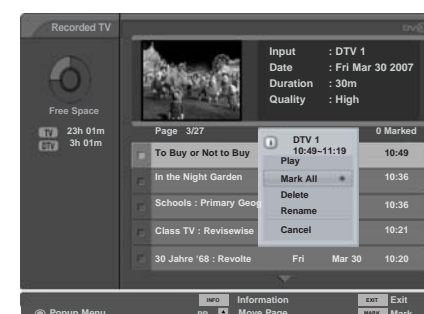 Recorded TV
DVR
Input : DTV 1
Date : Fri Mar 30 2007
Duration : 30m
Quality : High
Free Space
TV 23h 01m
DTV 3h 01m
Page 3/27
0 Marked
DTV 1
10:49~11:19
Play
Mark All
Delete
Rename
Cancel
To Buy or Not to Buy 10:49
In the Night Garden 10:36
Schools : Primary Geog 10:36
Class TV : Revisewise 10:21
30 Jahre '68 : Revolte Fri Mar 30 10:20
INFO Information EXIT Exit
Popup Menu PR Move Page MARK Mark